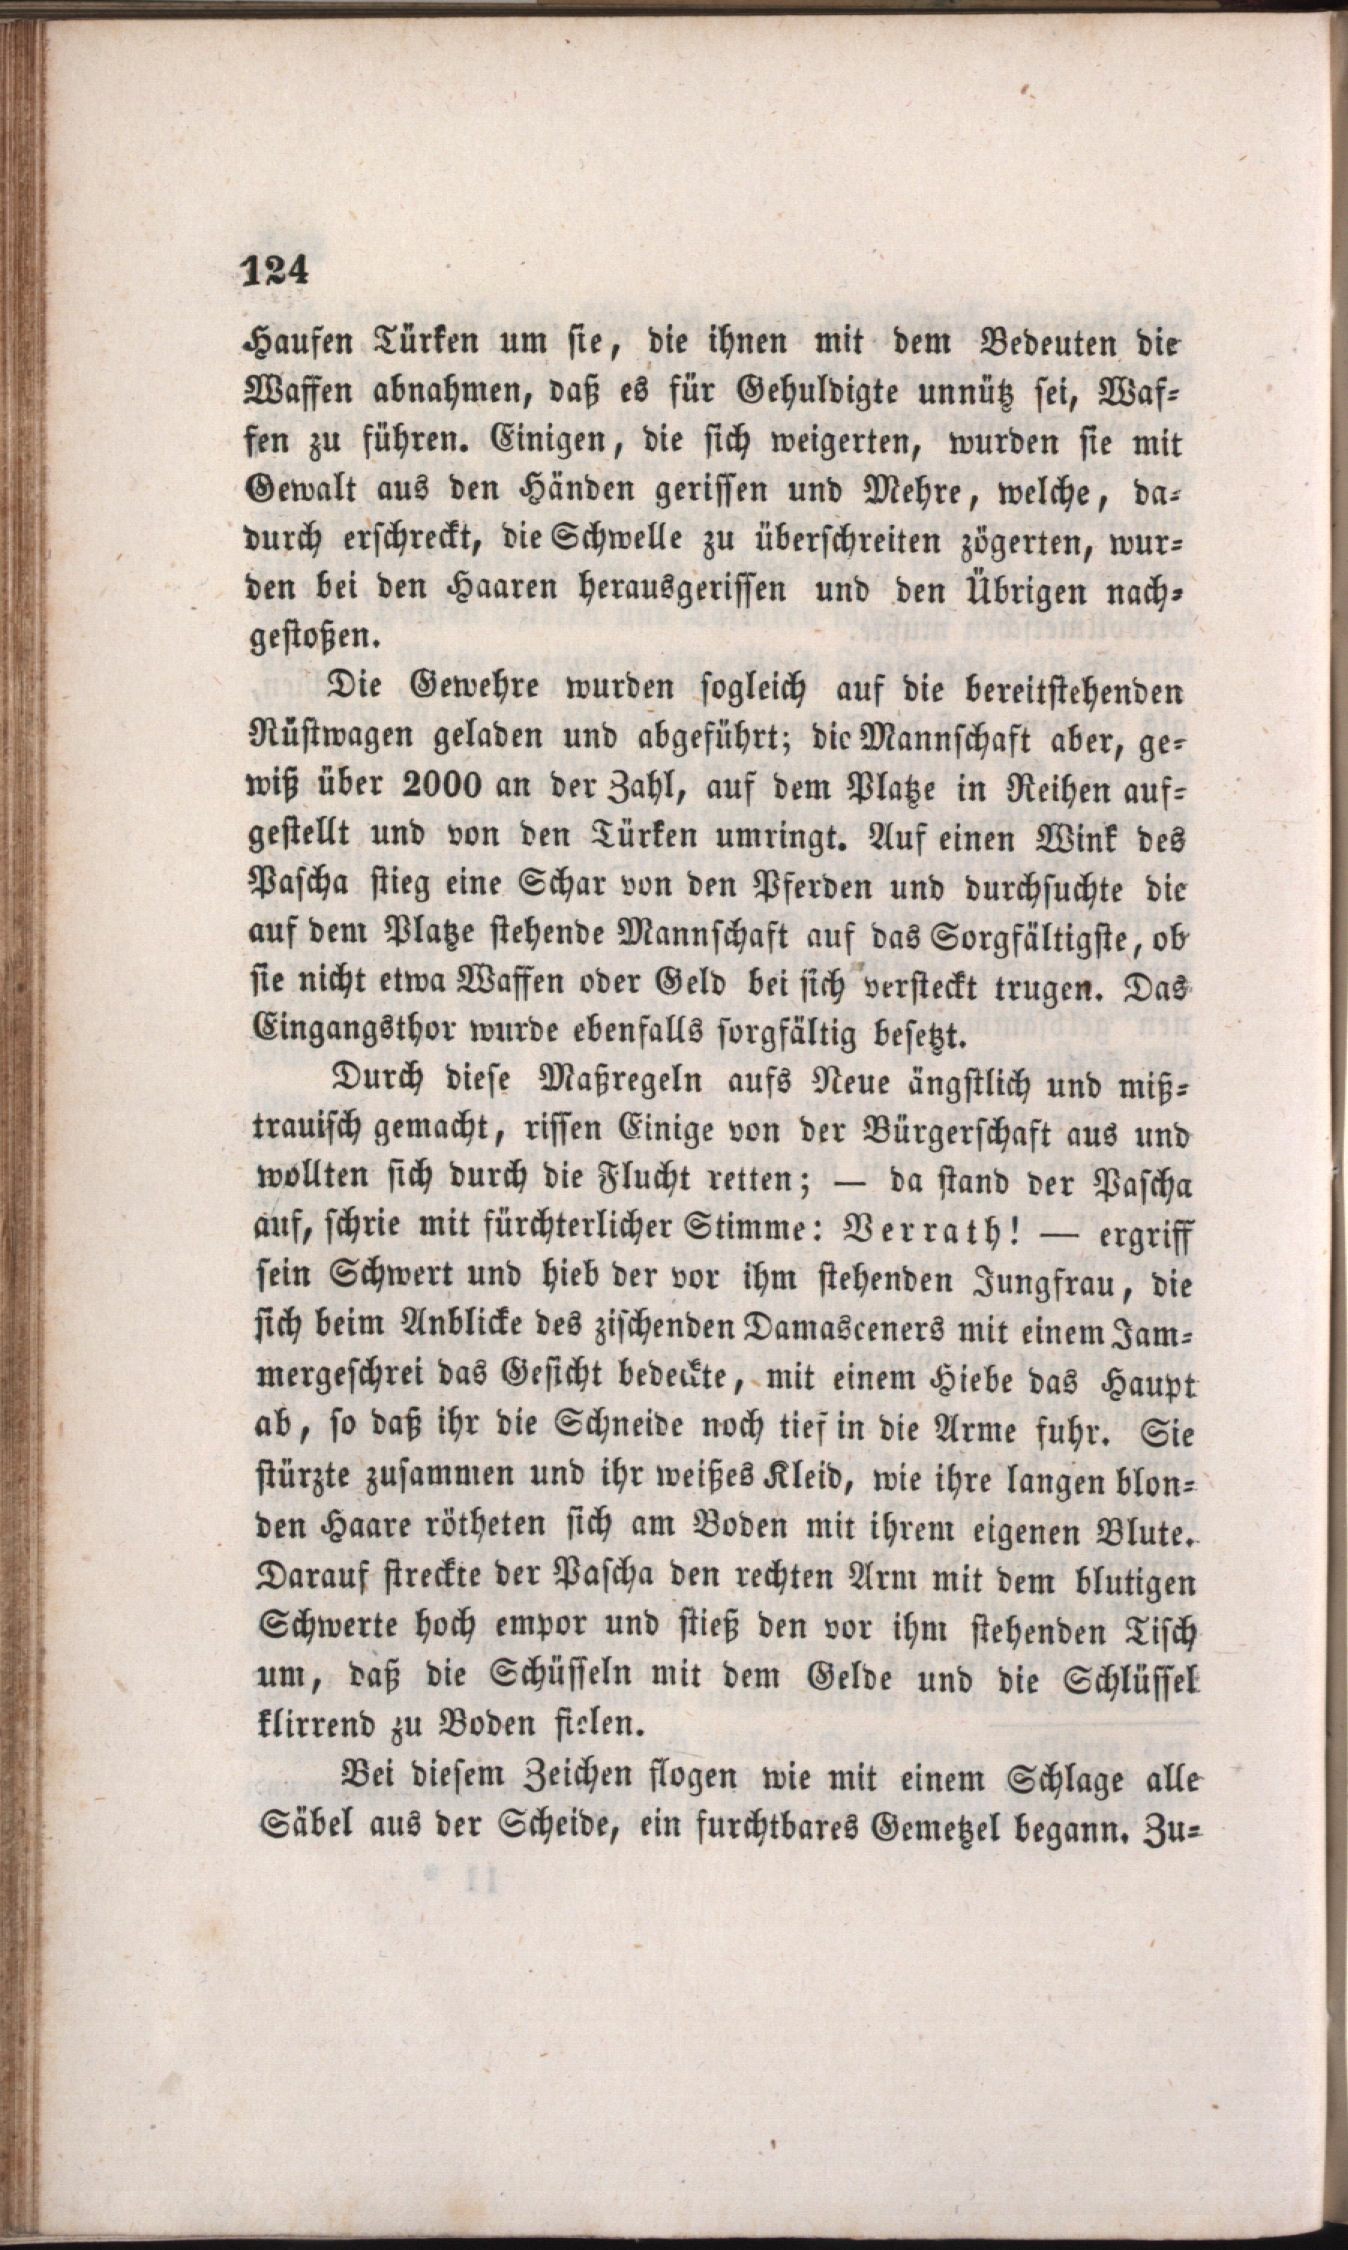 124
Haufen Türken um sie, die ihnen mit dem Bedeuten die
Waffen abnahmen, daß es für Gehuldigte unnütz sei, Waf-
fen zu führen. Einigen, die sich weigerten, wurden sie mit
Gewalt aus den Händen gerissen und Mehre, welche, da-
durch erschreckt, die Schwelle zu überschreiten zögerten, wur-
den bei den Haaren herausgerissen und den Übrigen nach-
gestoßen.
Die Gewehre wurden sogleich auf die bereitstehenden
Rüstwagen geladen und abgeführt; die Mannschaft aber, ge-
wiß über 2000 an der Zahl, auf dem Platze in Reihen auf-
gestellt und von den Türken umringt. Auf einen Wink des
Pascha stieg eine Schar von den Pferden und durchsuchte die
auf dem Platze stehende Mannschaft auf das Sorgfältigste, ob
sie nicht etwa Waffen oder Geld bei sich versteckt trugen. Das
Eingangsthor wurde ebenfalls sorgfältig besetzt.
Durch diese Maßregeln aufs Neue ängstlich und miß-
trauisch gemacht, rissen Einige von der Bürgerschaft aus und
wollten sich durch die Flucht retten; — da stand der Pascha
auf, schrie mit fürchterlicher Stimme: Verrath! — ergriff
sein Schwert und hieb der vor ihm stehenden Jungfrau, die
sich beim Anblicke des zischenden Damasceners mit einem Jam-
mergeschrei das Gesicht bedeckte, mit einem Hiebe das Haupt
ab, so daß ihr die Schneide noch tief in die Arme fuhr. Sie
stürzte zusammen und ihr weißes Kleid, wie ihre langen blon-
den Haare rötheten sich am Boden mit ihrem eigenen Blute.
Darauf streckte der Pascha den rechten Arm mit dem blutigen
Schwerte hoch empor und stieß den vor ihm stehenden Tisch
um, daß die Schüsseln mit dem Gelde und die Schlüssel
klirrend zu Boden fielen.
Bei diesem Zeichen flogen wie mit einem Schlage alle
Säbel aus der Scheide, ein furchtbares Gemetzel begann. Zu-